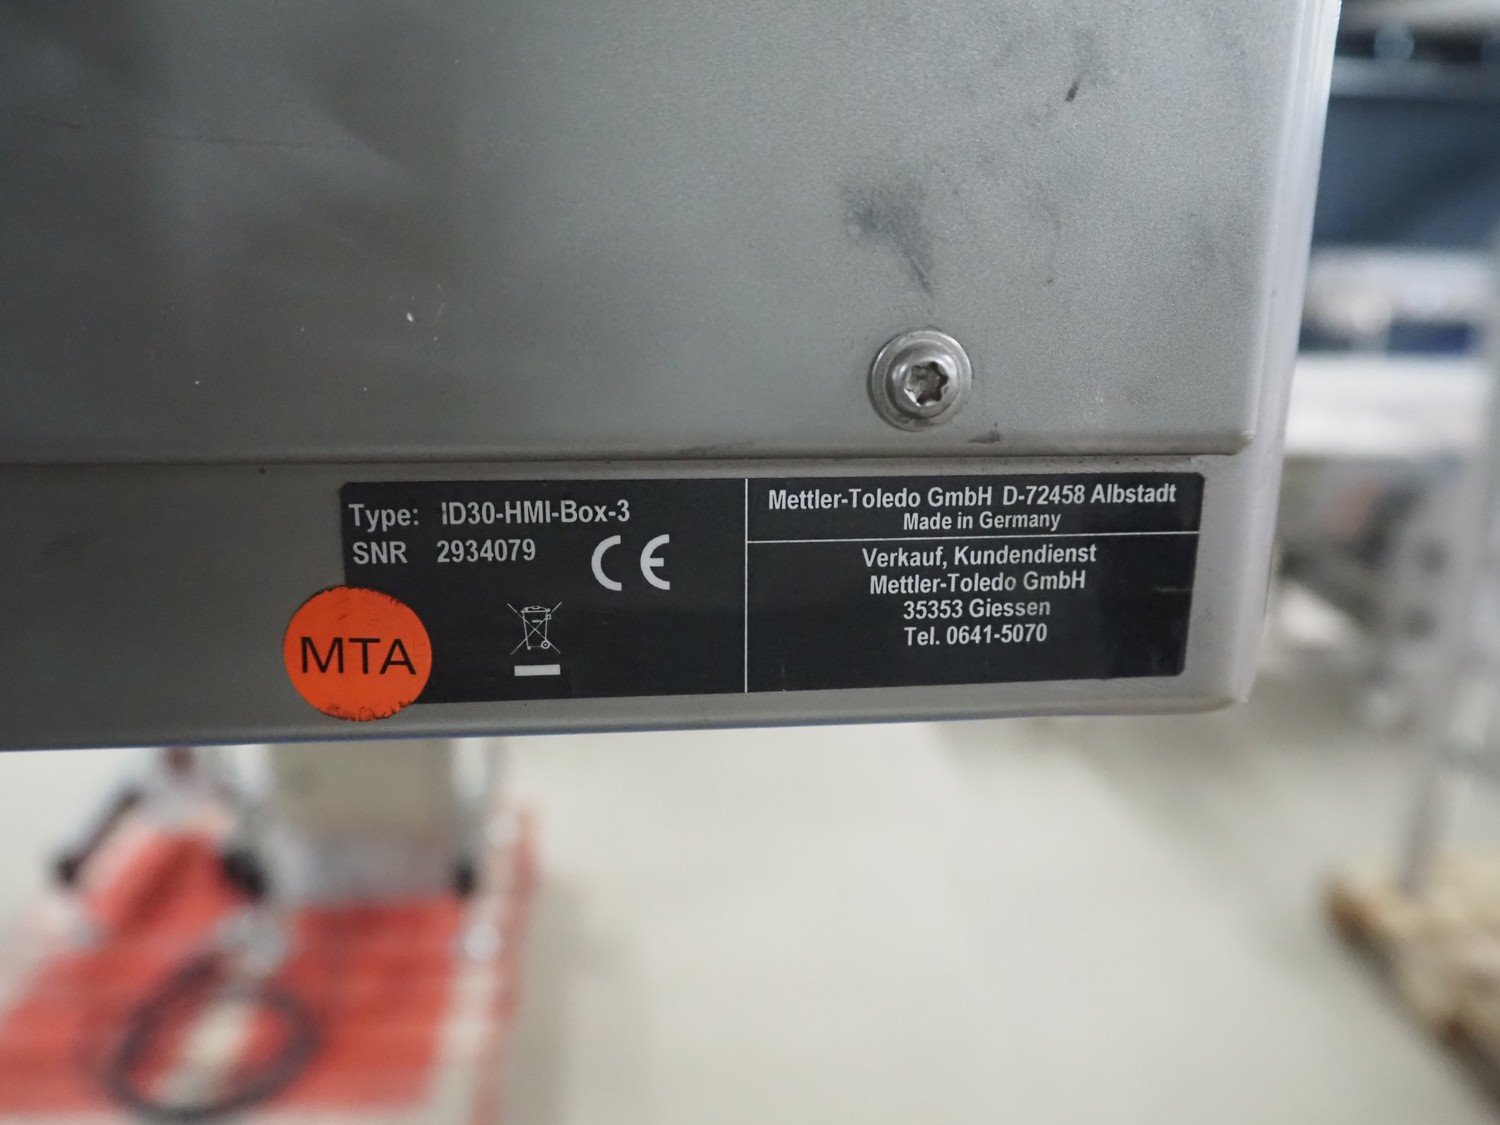 Type: ID30-HMI-Box-3
SNR 2934079
CE
MTA
Mettler-Toledo GmbH D-72458 Albstadt
Made in Germany
Verkauf, Kundendienst
Mettler-Toledo GmbH
35353 Giessen
Tel. 0641-5070